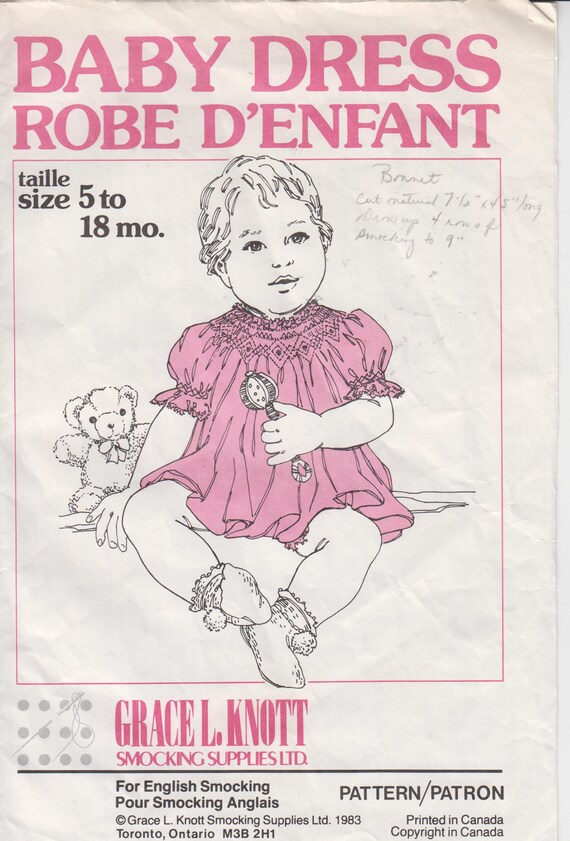 BABY DRESS
ROBE D'ENFANT
taille
size 5 to
18 mo.
Bonnet
Cut material 7½" x 45" long
Draw up 4 rows of
smocking to 9"
GRACE L. KNOTT
SMOCKING SUPPLIES LTD.
For English Smocking
Pour Smocking Anglais
PATTERN/PATRON
© Grace L. Knott Smocking Supplies Ltd. 1983
Toronto, Ontario M3B 2H1
Printed in Canada
Copyright in Canada